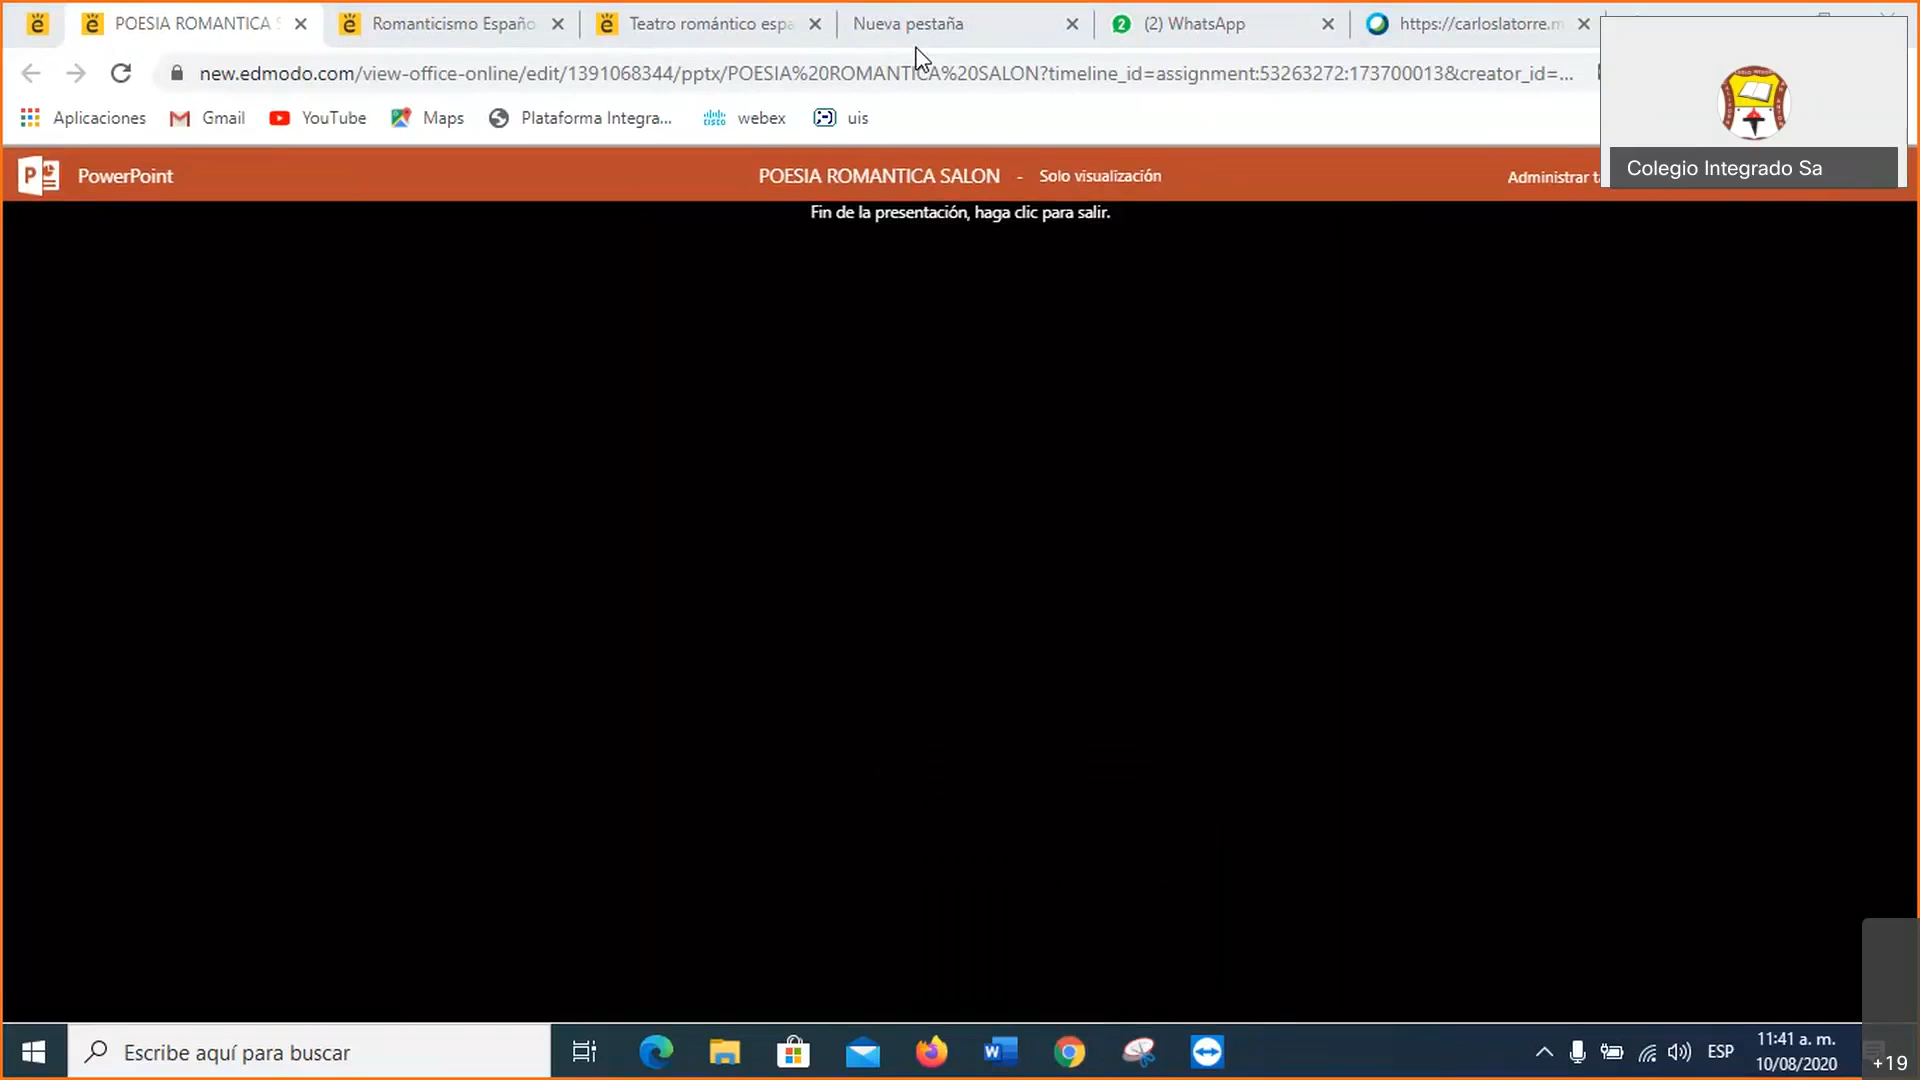 POESIA ROMANTICA S
Romanticismo Españo
Teatro romántico espa
Nueva pestaña
2
(2) WhatsApp
https://carloslatorre.m
new.edmodo.com/view-office-online/edit/1391068344/pptx/POESIA%20ROMANTICA%20SALON?timeline_id=assignment:53263272:173700013&creator_id=...
Aplicaciones
Gmail
YouTube
Maps
Plataforma Integra...
cisco
webex
uis
Colegio Integrado Sa
PowerPoint
POESIA ROMANTICA SALON - Solo visualización
Administrar
Fin de la presentación, haga clic para salir.
Escribe aquí para buscar
ESP
11:41 a. m.
10/08/2020
+19